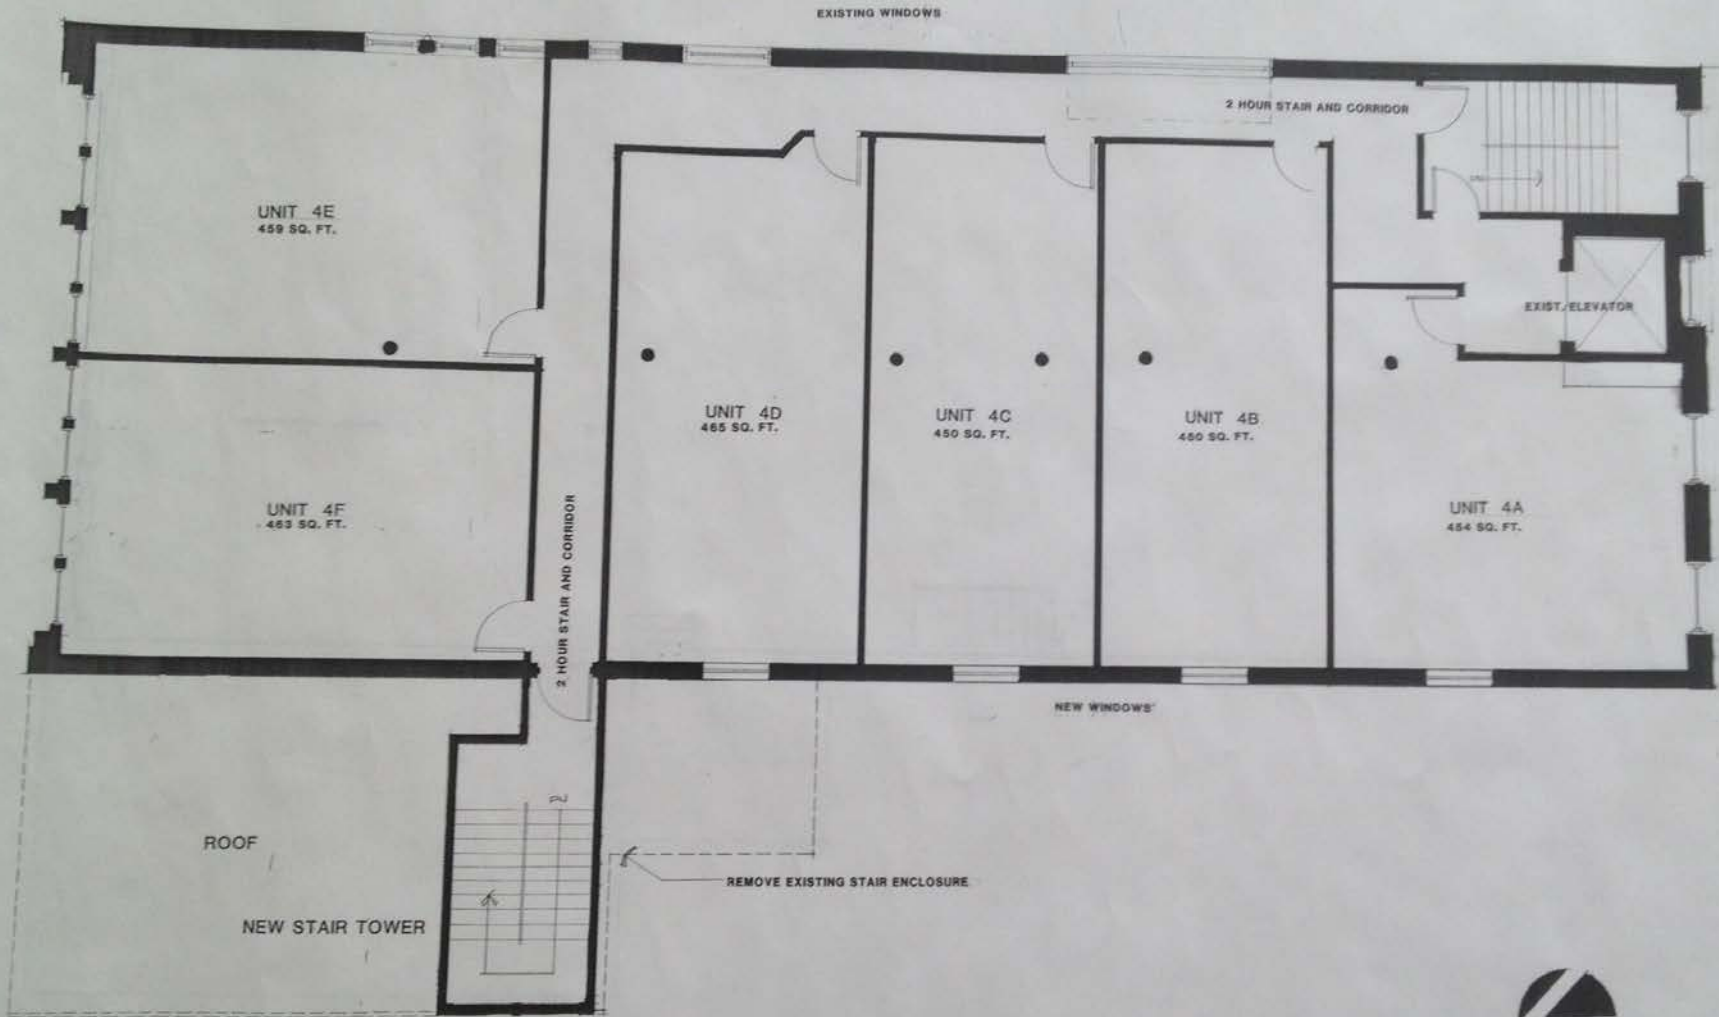 EXISTING WINDOWS
2 HOUR STAIR AND CORRIDOR
UNIT 4E
459 SQ. FT.
EXIST. ELEVATOR
UNIT 4D
465 SQ. FT.
UNIT 4C
450 SQ. FT.
UNIT 4B
450 SQ. FT.
UNIT 4F
463 SQ. FT.
UNIT 4A
454 SQ. FT.
2 HOUR STAIR AND CORRIDOR
NEW WINDOWS
ROOF
REMOVE EXISTING STAIR ENCLOSURE
NEW STAIR TOWER